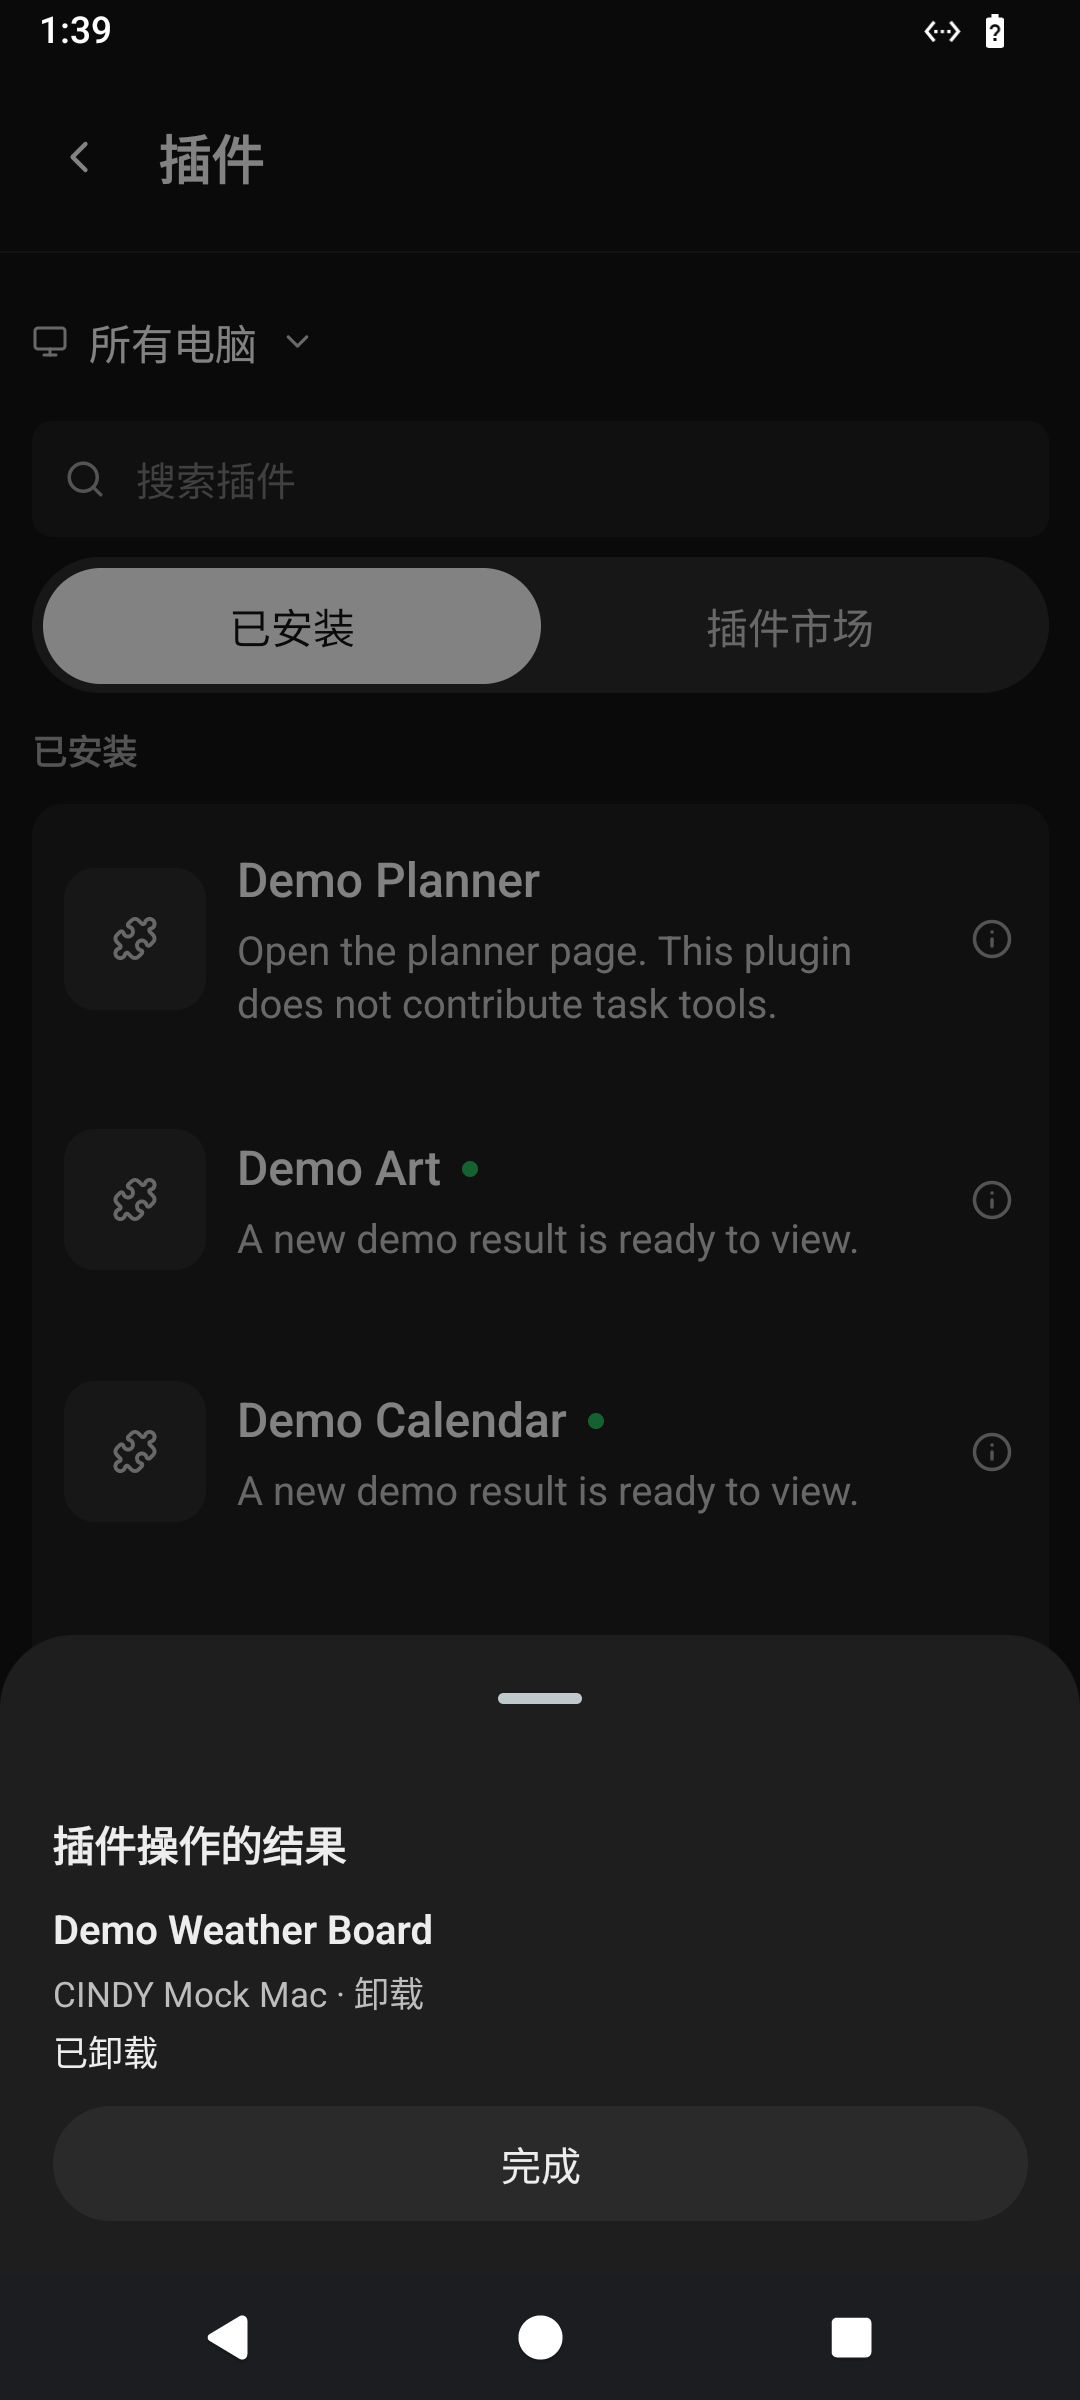 1:39
插件
所有电脑
搜索插件
已安装
插件市场
已安装
Demo Planner
Open the planner page. This plugin
does not contribute task tools.
Demo Art
A new demo result is ready to view.
Demo Calendar
A new demo result is ready to view.
插件操作的结果
Demo Weather Board
CINDY Mock Mac · 卸载
已卸载
完成